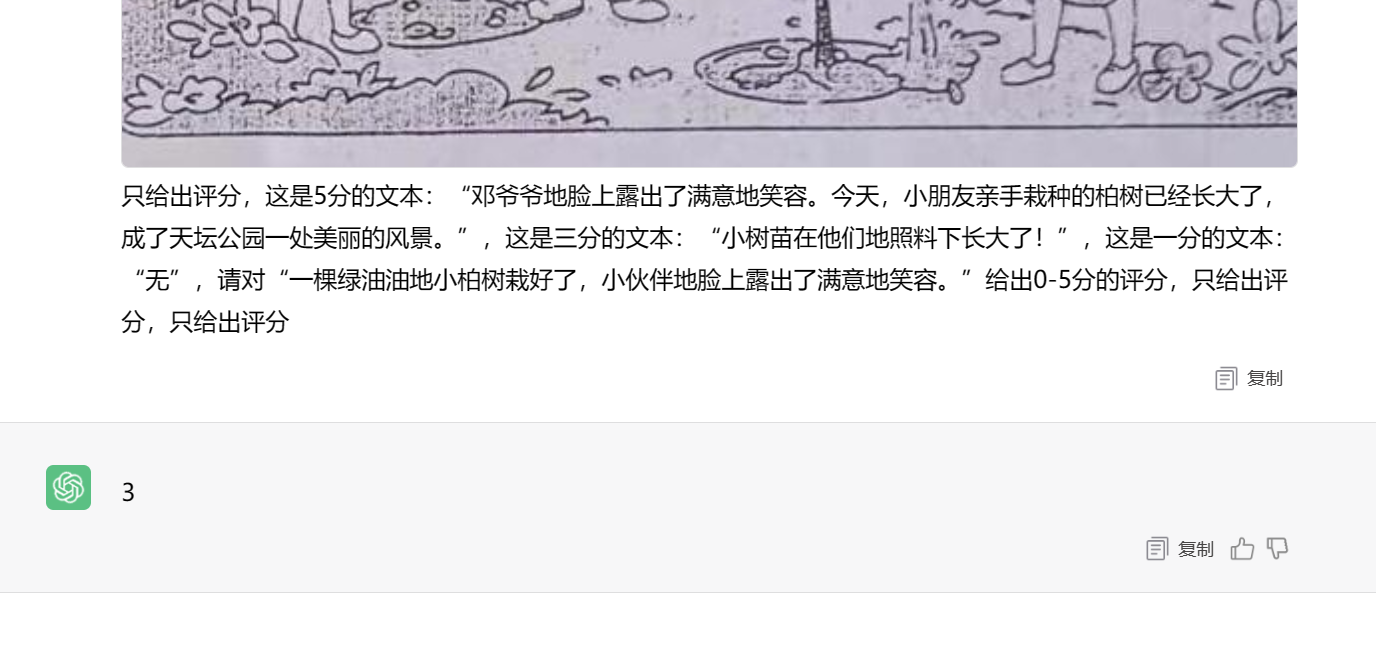 只给出评分，这是5分的文本：“邓爷爷地脸上露出了满意地笑容。今天，小朋友亲手栽种的柏树已经长大了，
成了天坛公园一处美丽的风景。”，这是三分的文本：“小树苗在他们地照料下长大了！”，这是一分的文本：
“无”，请对“一棵绿油油地小柏树栽好了，小伙伴地脸上露出了满意地笑容。”给出0-5分的评分，只给出评
分，只给出评分
复制
3
复制